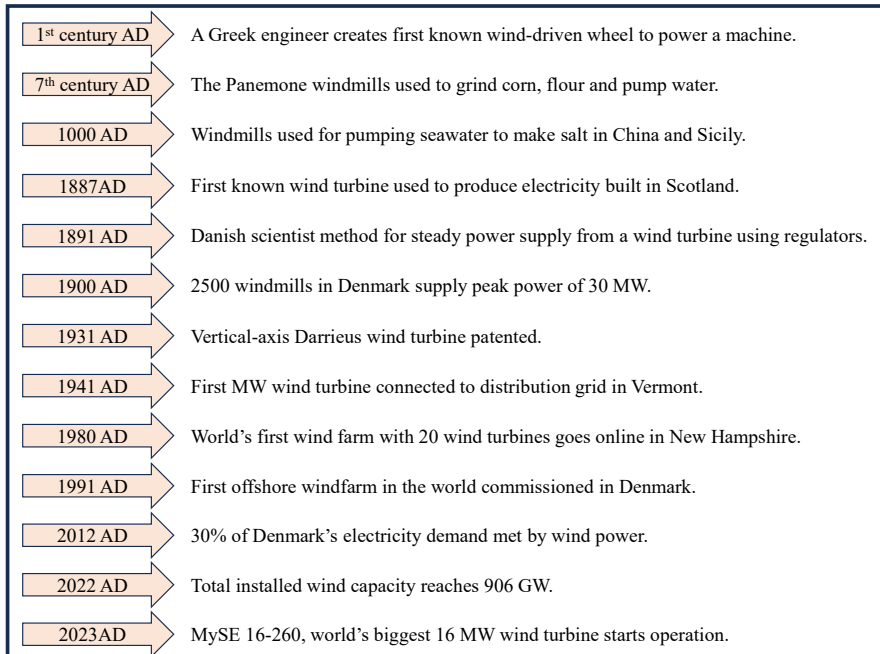 1st century AD A Greek engineer creates first known wind-driven wheel to power a machine.
7th century AD The Panemone windmills used to grind corn, flour and pump water.
1000 AD Windmills used for pumping seawater to make salt in China and Sicily.
1887AD First known wind turbine used to produce electricity built in Scotland.
1891 AD Danish scientist method for steady power supply from a wind turbine using regulators.
1900 AD 2500 windmills in Denmark supply peak power of 30 MW.
1931 AD Vertical-axis Darrieus wind turbine patented.
1941 AD First MW wind turbine connected to distribution grid in Vermont.
1980 AD World’s first wind farm with 20 wind turbines goes online in New Hampshire.
1991 AD First offshore windfarm in the world commissioned in Denmark.
2012 AD 30% of Denmark’s electricity demand met by wind power.
2022 AD Total installed wind capacity reaches 906 GW.
2023AD MySE 16-260, world’s biggest 16 MW wind turbine starts operation.